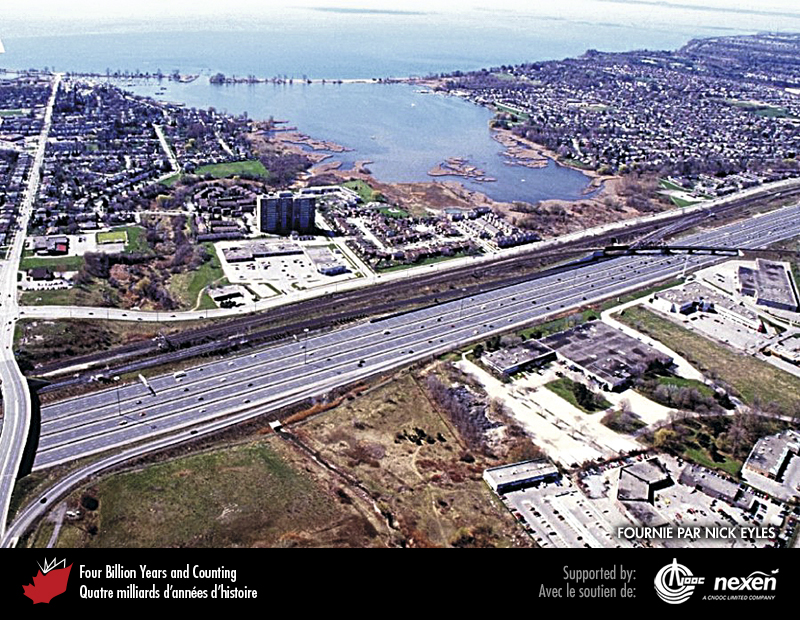 FOURNIE PAR NICK EYLES
Four Billion Years and Counting
Quatre milliards d'années d'histoire
Supported by:
Avec le soutien de:
CNOOC
nexen
A CNOOC LIMITED COMPANY